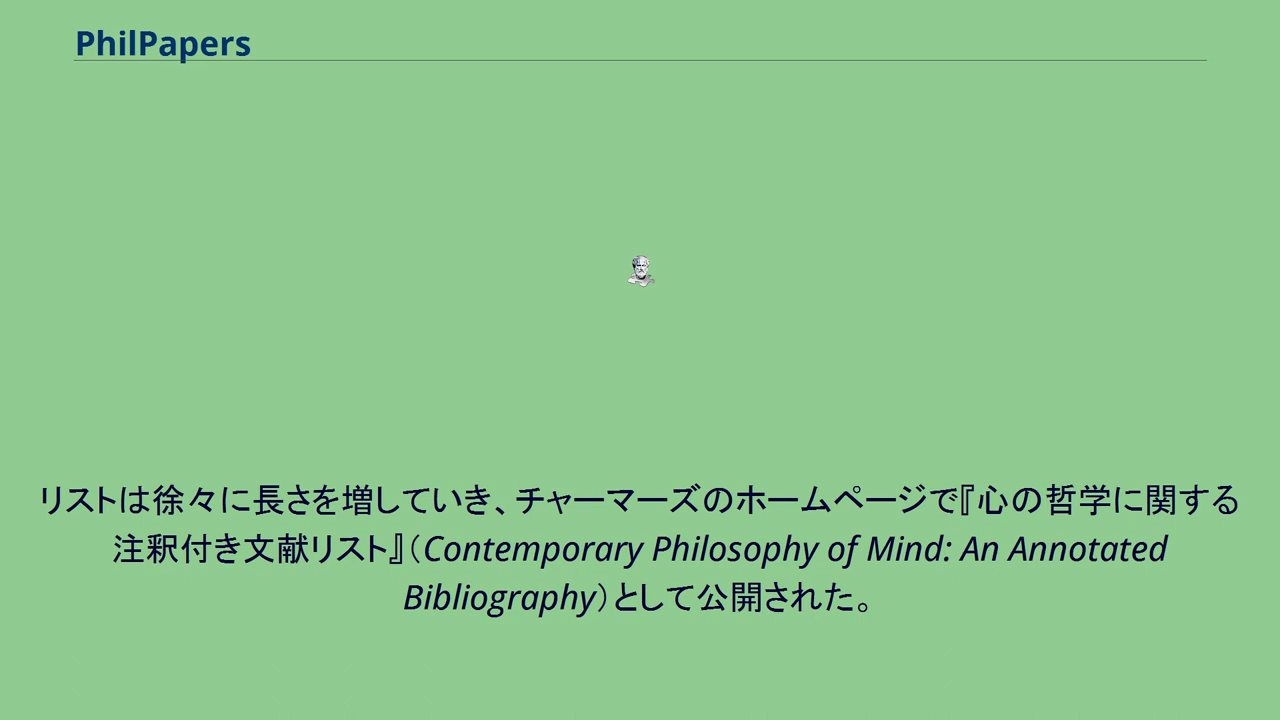 PhilPapers
リストは徐々に長さを増していき、チャーマーズのホームページで『心の哲学に関する
注釈付き文献リスト』（Contemporary Philosophy of Mind: An Annotated
Bibliography）として公開された。